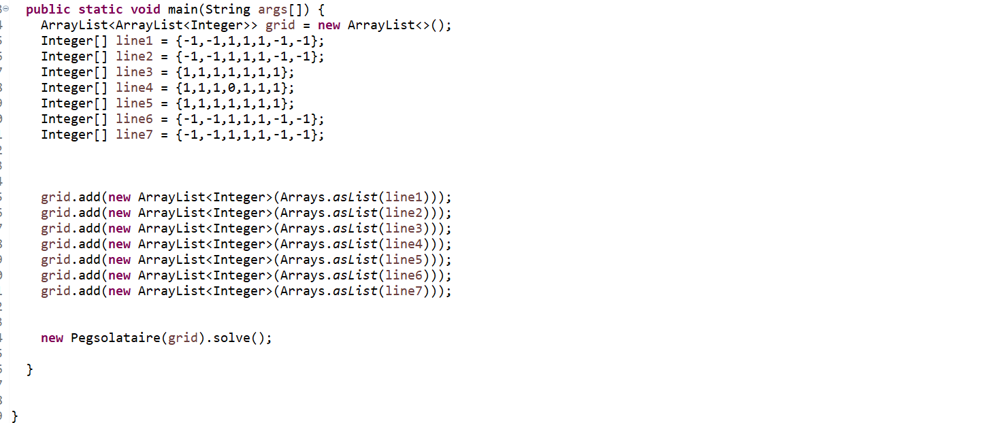 public static void main(String args[]) {
ArrayList<ArrayList<Integer>> grid = new ArrayList<>();
Integer[] line1 = {-1,-1,1,1,1,-1,-1};
Integer[] line2 = {-1,-1,1,1,1,-1,-1};
Integer[] line3 = {1,1,1,1,1,1,1};
Integer[] line4 = {1,1,1,0,1,1,1};
Integer[] line5 = {1,1,1,1,1,1,1};
Integer[] line6 = {-1,-1,1,1,1,-1,-1};
Integer[] line7 = {-1,-1,1,1,1,-1,-1};
grid.add(new ArrayList<Integer>(Arrays.asList(line1)));
grid.add(new ArrayList<Integer>(Arrays.asList(line2)));
grid.add(new ArrayList<Integer>(Arrays.asList(line3)));
grid.add(new ArrayList<Integer>(Arrays.asList(line4)));
grid.add(new ArrayList<Integer>(Arrays.asList(line5)));
grid.add(new ArrayList<Integer>(Arrays.asList(line6)));
grid.add(new ArrayList<Integer>(Arrays.asList(line7)));
new Pegsolataire(grid).solve();
}
}